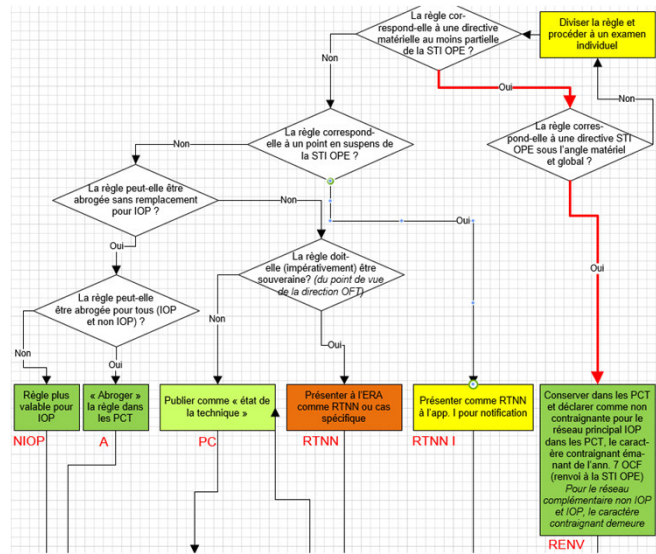 La règle cor-
respond-elle à une directive
matérielle au moins partielle
de la STI OPE ?
Diviser la règle et
procéder à un examen
individuel
Non
Oui
Non
La règle correspond-
elle à un point en suspens de
la STI OPE ?
La règle corres-
pond-elle à une directive STI
OPE sous l'angle matériel
et global ?
Non
La règle peut-elle être
abrogée sans remplacement
pour IOP ?
Non
Oui
Oui
La règle doit-
elle (impérativement) être
souveraine? (du point de vue
de la direction OFT)
Oui
La règle peut-elle
être abrogée pour tous (IOP
et non IOP) ?
Non
Oui
Non
Oui
Règle plus
valable pour
IOP
« Abroger »
la règle dans
les PCT
Publier comme « état de
la technique »
Présenter à l'ERA
comme RTNN ou cas
spécifique
Présenter comme RTNN
à l'app. I pour notification
Conserver dans les PCT
et déclarer comme non
contraignante pour le
réseau principal IOP
dans les PCT, le carac-
tère contraignant éma-
nant de l'ann. 7 OCF
(renvoi à la STI OPE)
Pour le réseau
complémentaire non IOP
et IOP, le caractère
contraignant demeure
NIOP
A
PC
RTNN
RTNN I
RENV